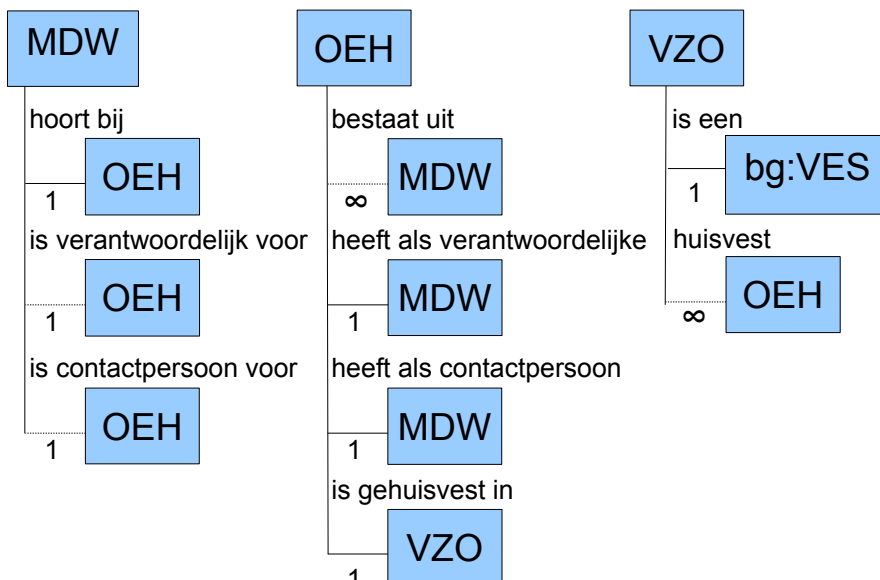 MDW
hoort bij
OEH
1
is verantwoordelijk voor
OEH
1
is contactpersoon voor
OEH
1
OEH
bestaat uit
MDW
∞
heeft als verantwoordelijke
MDW
1
heeft als contactpersoon
MDW
1
is gehuisvest in
VZO
1
VZO
is een
bg:VES
1
huisvest
OEH
∞